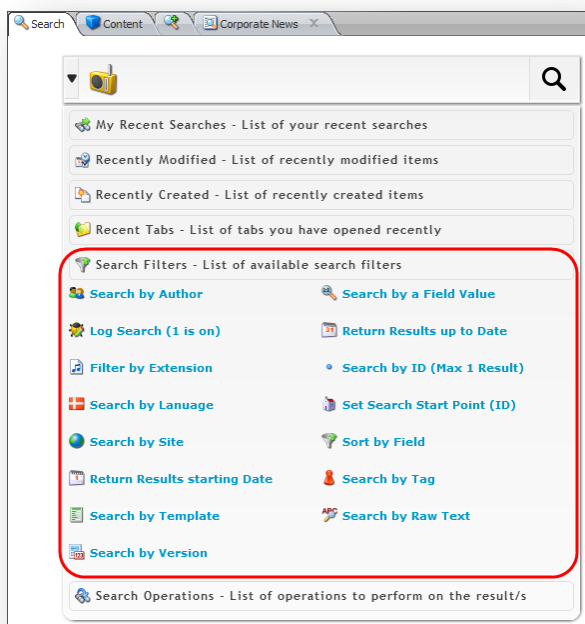 Search Content Corporate News X
My Recent Searches - List of your recent searches
Recently Modified - List of recently modified items
Recently Created - List of recently created items
Recent Tabs - List of tabs you have opened recently
Search Filters - List of available search filters
Search by Author Search by a Field Value
Log Search (1 is on) Return Results up to Date
Filter by Extension Search by ID (Max 1 Result)
Search by Lanuage Set Search Start Point (ID)
Search by Site Sort by Field
Return Results starting Date Search by Tag
Search by Template Search by Raw Text
Search by Version
Search Operations - List of operations to perform on the result/s